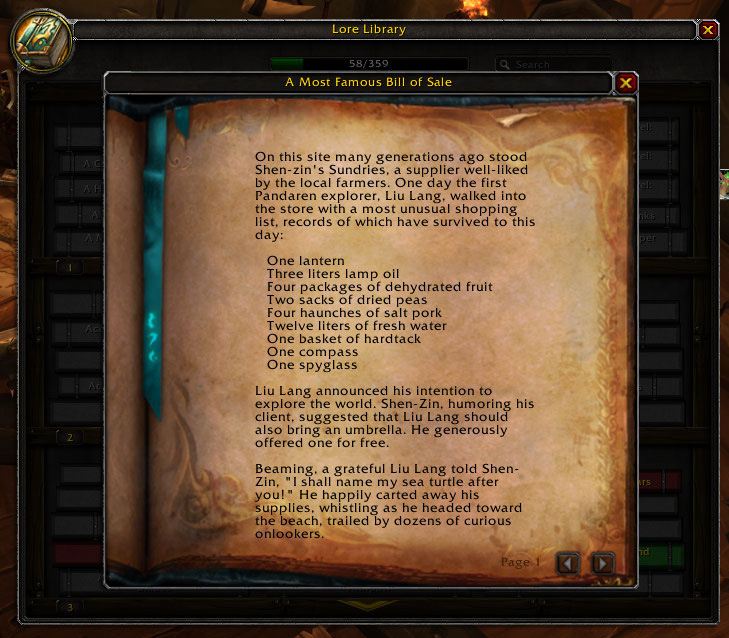 Lore Library
58/359
Search
A Most Famous Bill of Sale
On this site many generations ago stood
Shen-zin's Sundries, a supplier well-liked
by the local farmers. One day the first
Pandaren explorer, Liu Lang, walked into
the store with a most unusual shopping
list, records of which have survived to this
day:
One lantern
Three liters lamp oil
Four packages of dehydrated fruit
Two sacks of dried peas
Four haunches of salt pork
Twelve liters of fresh water
One basket of hardtack
One compass
One spyglass
Liu Lang announced his intention to
explore the world. Shen-Zin, humoring his
client, suggested that Liu Lang should
also bring an umbrella. He generously
offered one for free.
Beaming, a grateful Liu Lang told Shen-
Zin, "I shall name my sea turtle after
you!" He happily carted away his
supplies, whistling as he headed toward
the beach, trailed by dozens of curious
onlookers.
Page 1
1
2
3